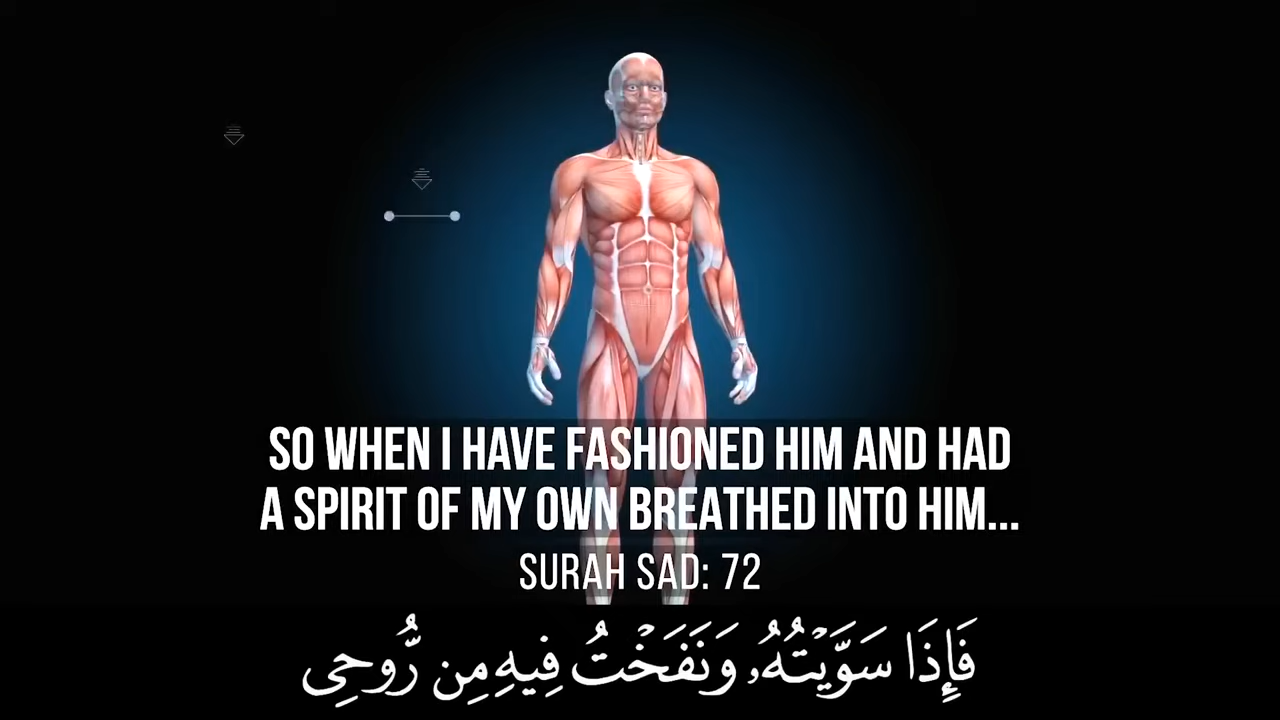 SO WHEN I HAVE FASHIONED HIM AND HAD
A SPIRIT OF MY OWN BREATHED INTO HIM...
SURAH SAD: 72
فَإِذَا سَوَّيْتُهُۥ وَنَفَخْتُ فِيهِ مِن رُّوحِى